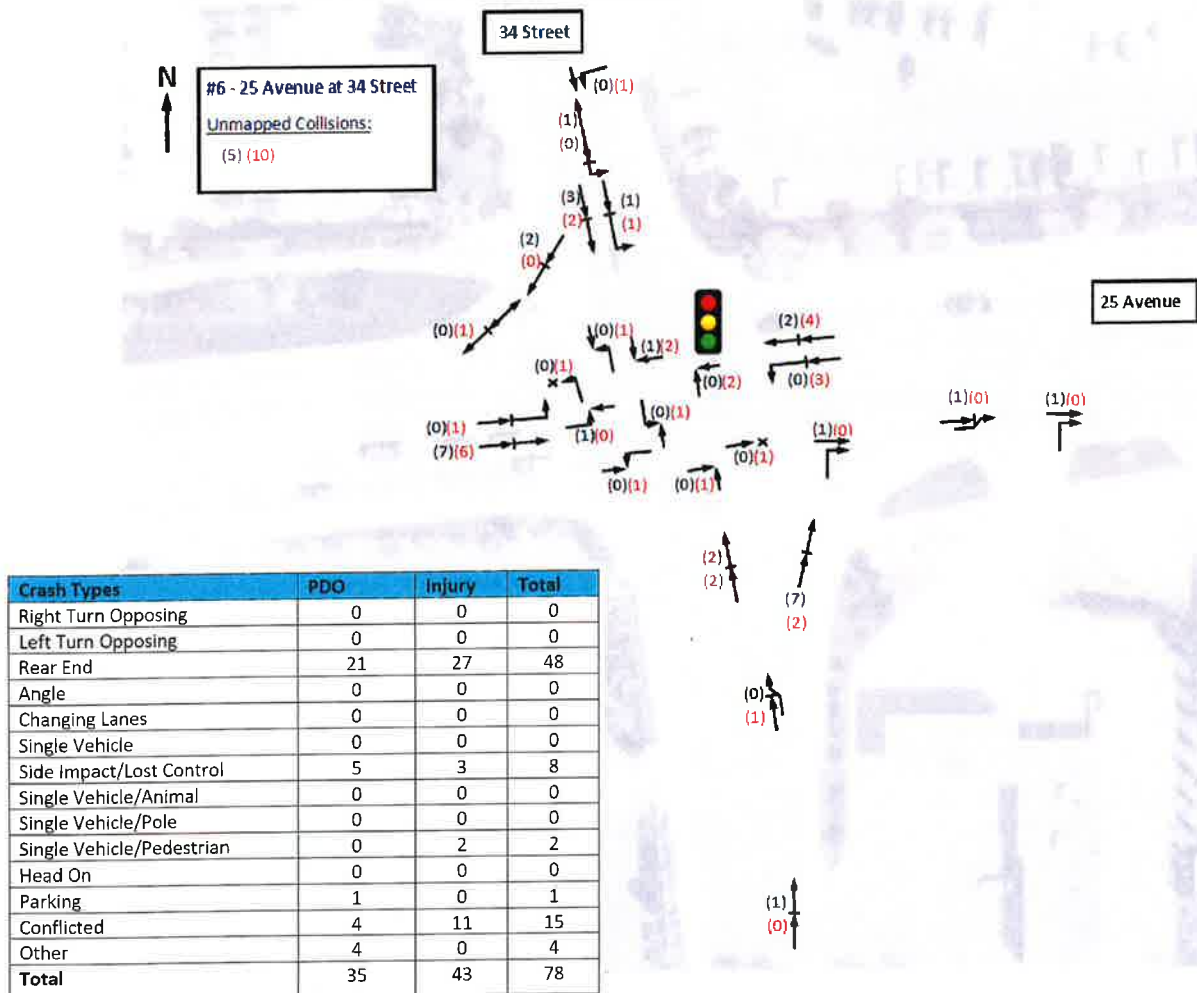 34 Street
N
#6 - 25 Avenue at 34 Street
Unmapped Collisions:
(5) (10)
(0)(1)
(1)
(0)
(3)
(2)
(1)
(1)
(2)
(0)
(0)(1)
25 Avenue
(2)(4)
(0)(1)
(1)(2)
(0)(1)
(0)(2)
(0)(3)
(1)(0)
(1)(0)
(0)(1)
(0)(1)
(1)(0)
(1)(0)
(7)(6)
(0)(1)
(0)(1)
(0)(1)
(2)
(2)
(7)
(2)
(0)
(1)
(1)
(0)
Crash Types PDO Injury Total
Right Turn Opposing 0 0 0
Left Turn Opposing 0 0 0
Rear End 21 27 48
Angle 0 0 0
Changing Lanes 0 0 0
Single Vehicle 0 0 0
Side Impact/Lost Control 5 3 8
Single Vehicle/Animal 0 0 0
Single Vehicle/Pole 0 0 0
Single Vehicle/Pedestrian 0 2 2
Head On 0 0 0
Parking 1 0 1
Conflicted 4 11 15
Other 4 0 4
Total 35 43 78